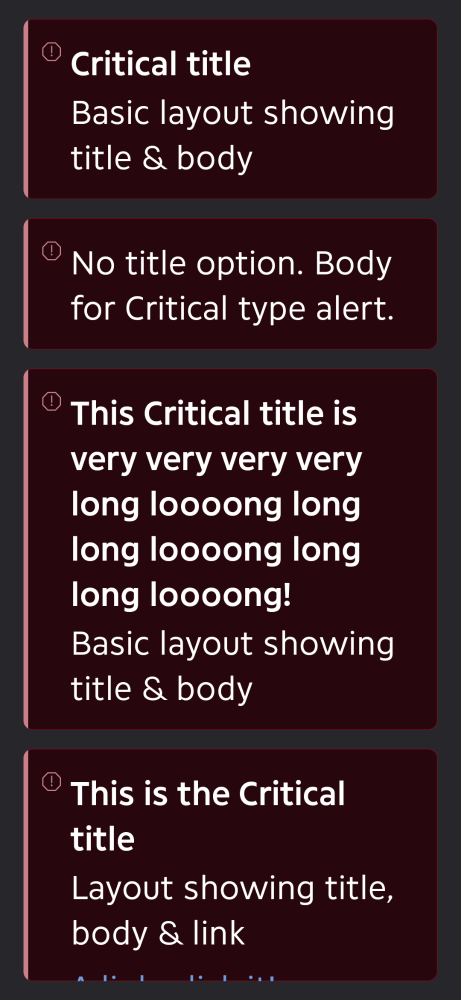 Critical title
Basic layout showing
title & body
No title option. Body
for Critical type alert.
This Critical title is
very very very very
long loooong long
long loooong long
long loooong!
Basic layout showing
title & body
This is the Critical
title
Layout showing title,
body & link